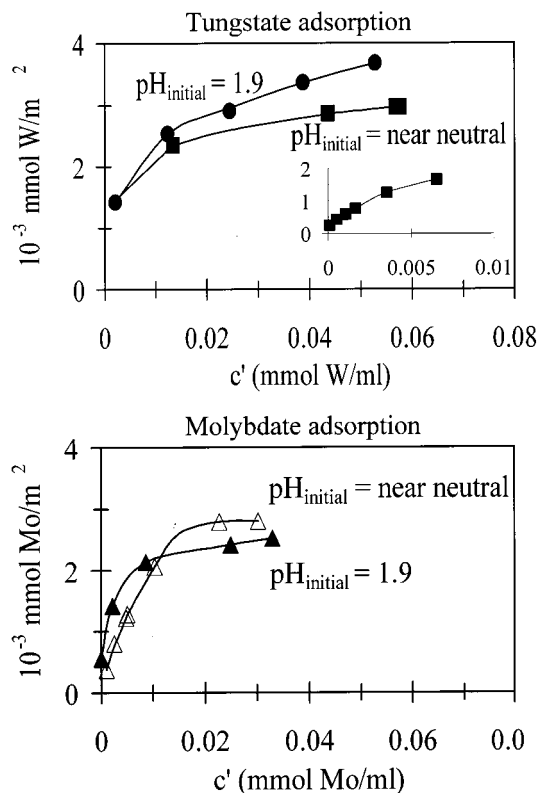 Tungstate adsorption
4
pH_initial = 1.9
pH_initial = near neutral
2
0
10⁻³ mmol W/m ²
2
1
0
0 0.005 0.01
0 0.02 0.04 0.06 0.08
c' (mmol W/ml)
Molybdate adsorption
4
pH_initial = near neutral
2
pH_initial = 1.9
0
10⁻³ mmol Mo/m ²
0 0.02 0.04 0.06 0.0
c' (mmol Mo/ml)